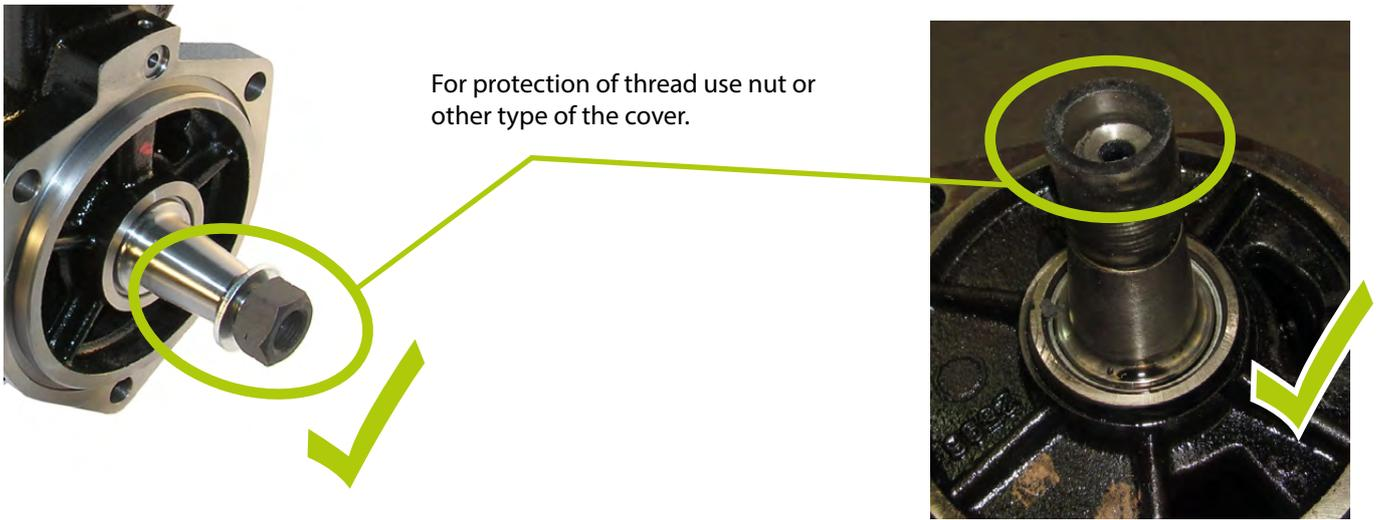 For protection of thread use nut or
other type of the cover.